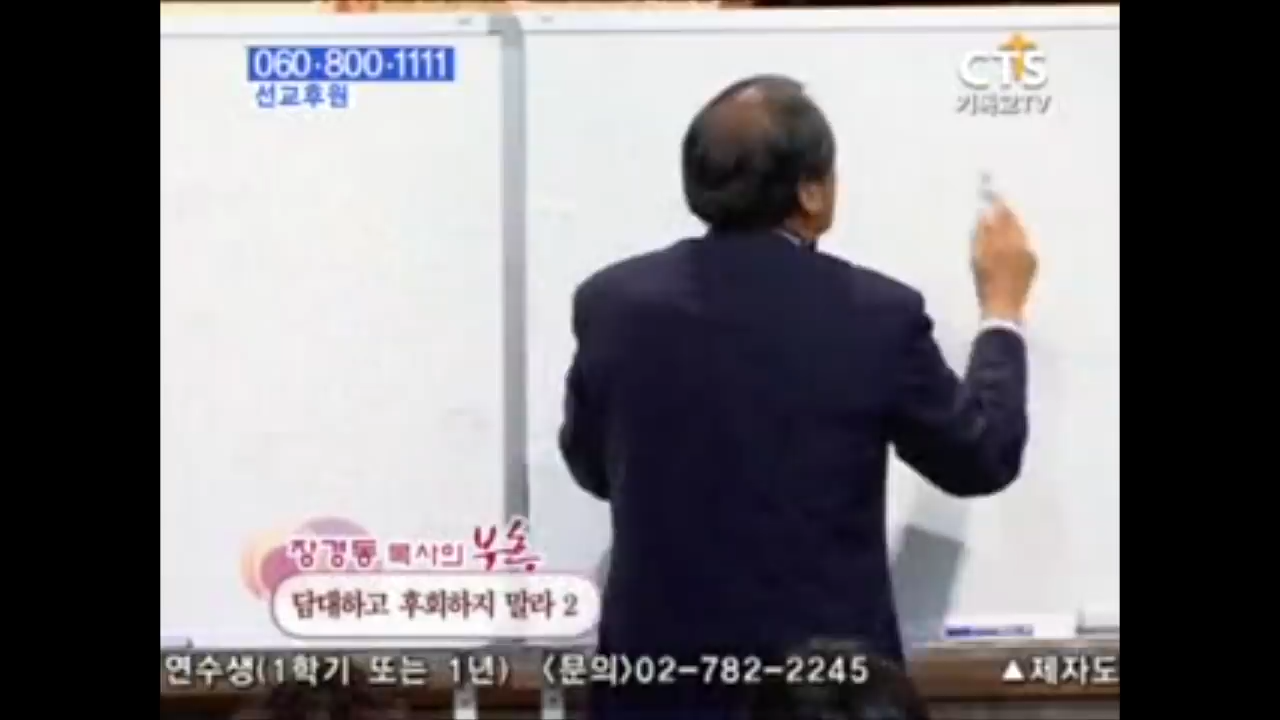 060·800·1111
선교후원
CTS
기독교TV
장경동 목사의 부흥
담대하고 후회하지 말라 2
연수생(1학기 또는 1년) <문의>02-782-2245 ▲제자도